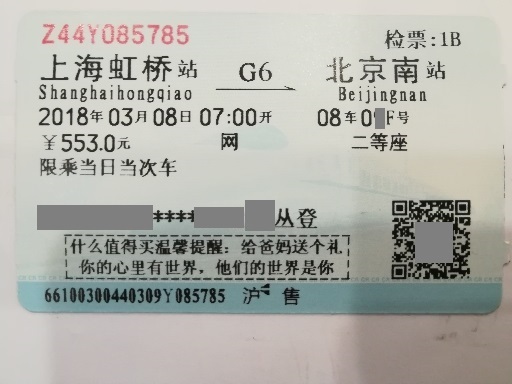 Z44Y085785 检票:1B
上海虹桥站 G6 北京南站
Shanghaihongqiao Beijingnan
2018年03月08日07:00开 08车0 F号
￥553.0元 网 二等座
限乘当日当次车
**** 丛登
什么值得买温馨提醒：给爸妈送个礼
你的心里有世界，他们的世界是你
66100300440309Y085785 沪 售